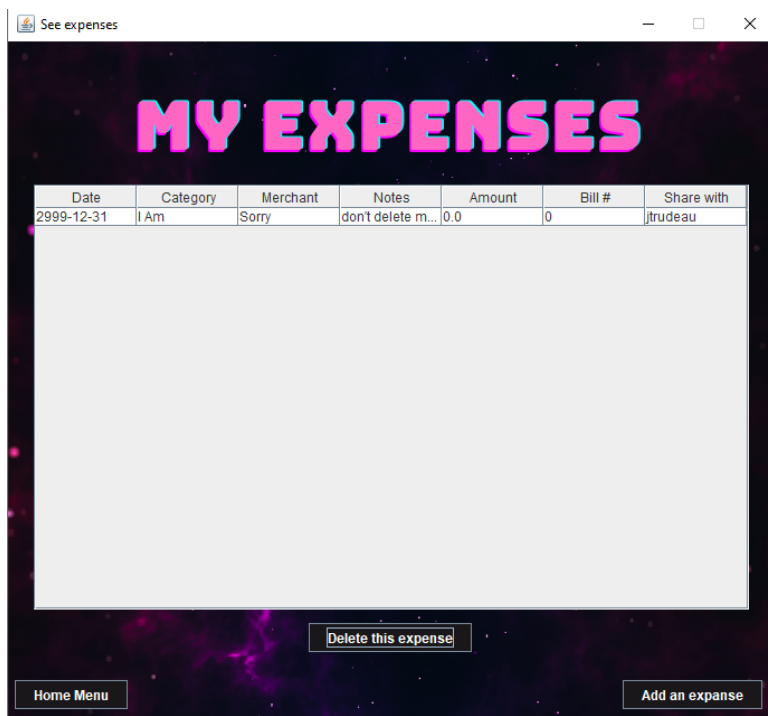 See expenses
MY EXPENSES
Date Category Merchant Notes Amount Bill # Share with
2999-12-31 I Am Sorry don't delete m... 0.0 0 jtrudeau
Delete this expense
Home Menu Add an expanse